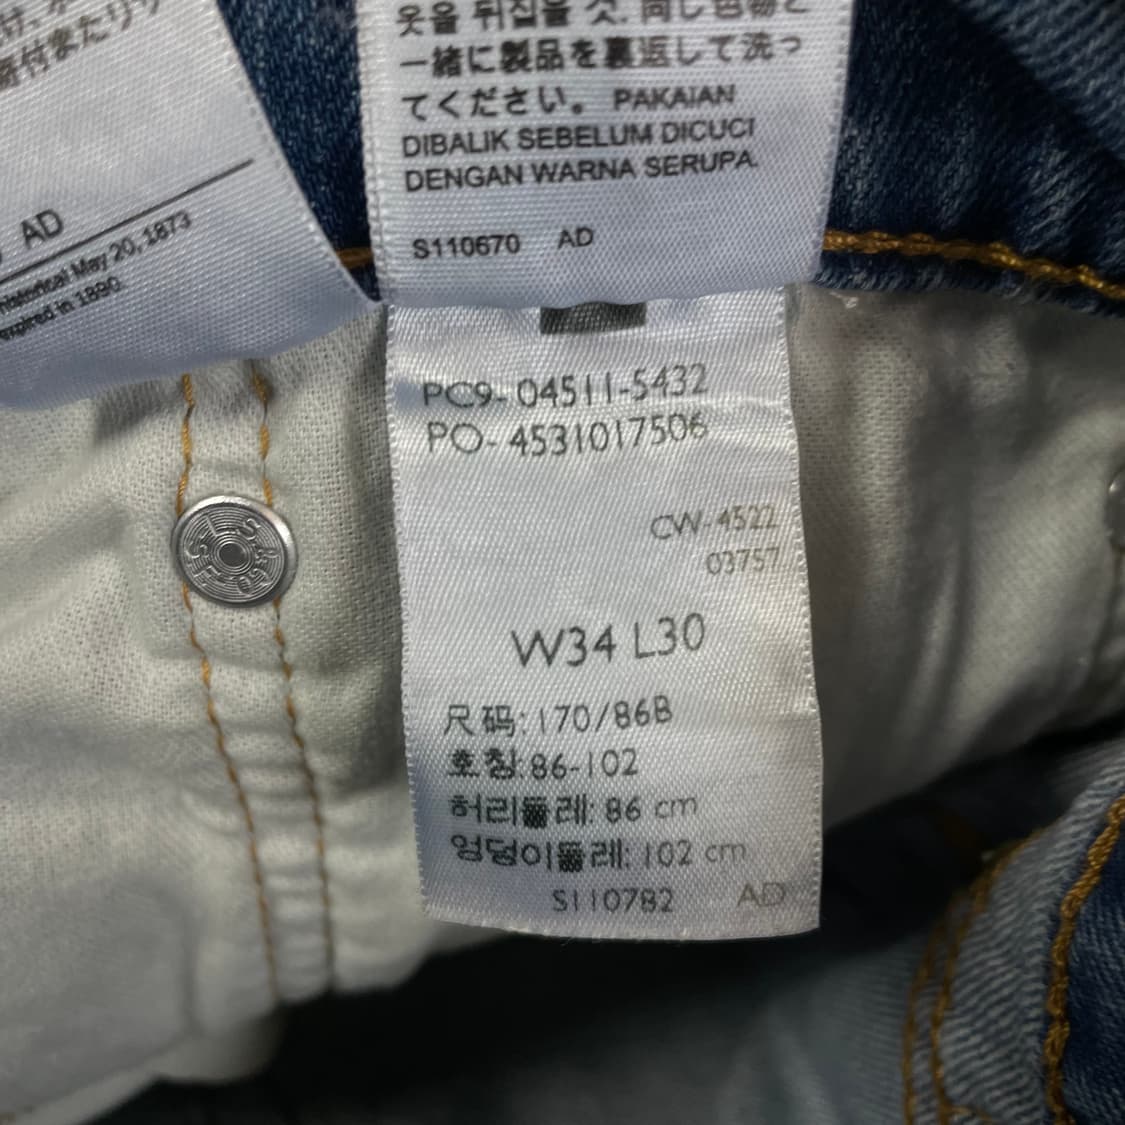 AD
historical May 20, 1873
expired in 1890
옷을 뒤집을 것. 同じ色物と
一緒に製品を裏返して洗っ
てください。 PAKAIAN
DIBALIK SEBELUM DICUCI
DENGAN WARNA SERUPA.
S110670 AD
PC9-04511-5432
PO-4531017506
CW-4522
03757
W34 L30
尺码:170/86B
호칭:86-102
허리둘레: 86 cm
엉덩이둘레: 102 cm
S110782 AD